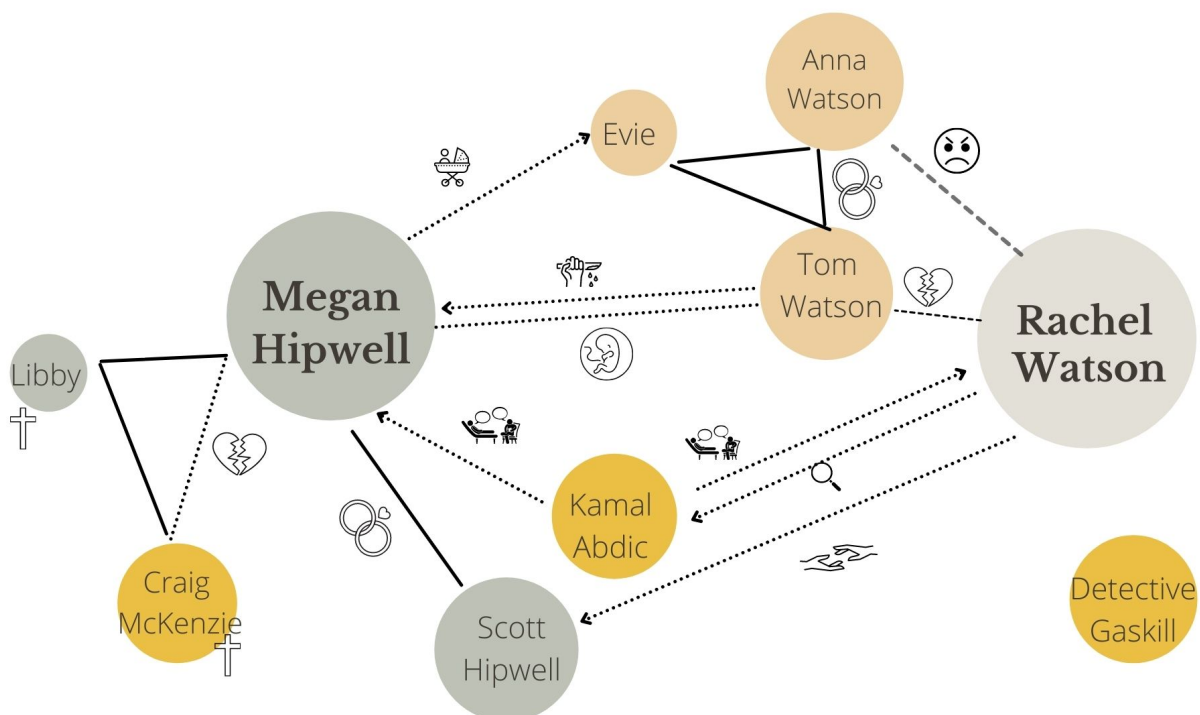 Anna
Watson
Evie
Megan
Hipwell
Tom
Watson
Rachel
Watson
Libby
Kamal
Abdic
Craig
McKenzie
Scott
Hipwell
Detective
Gaskill